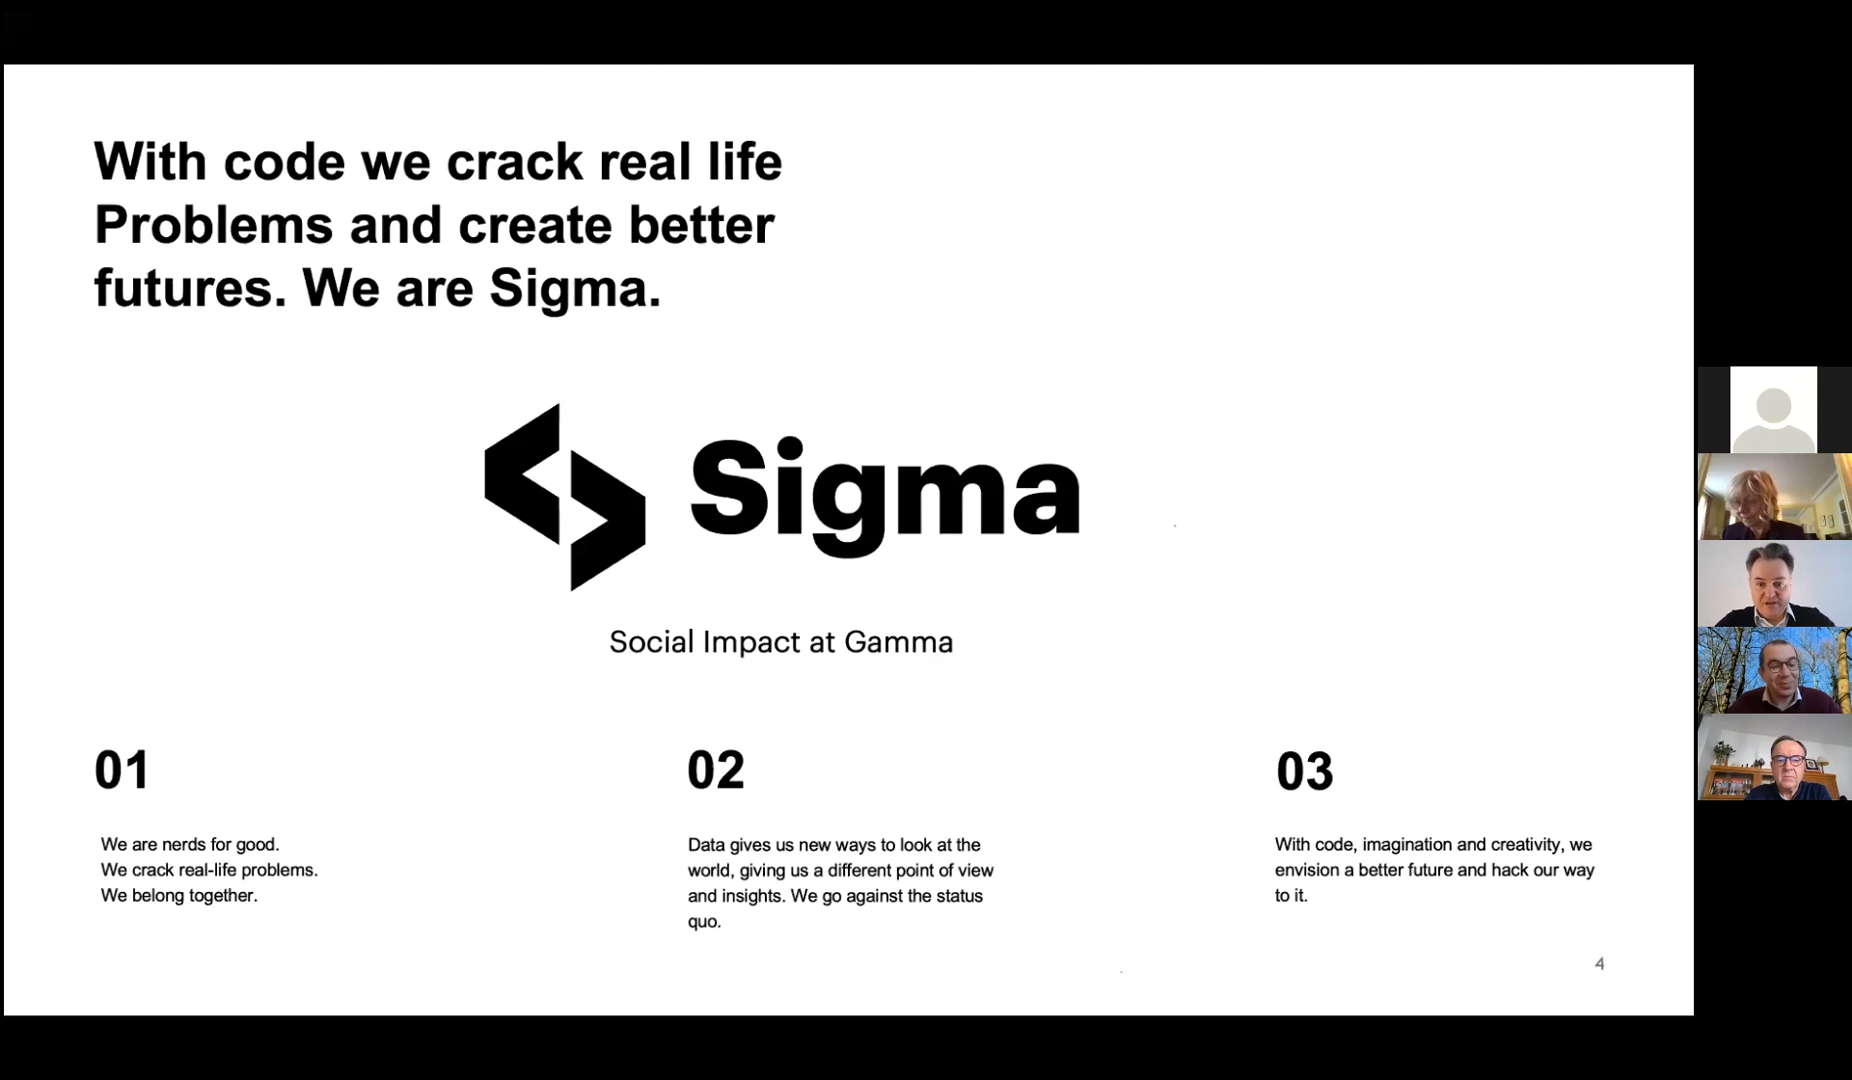 With code we crack real life
Problems and create better
futures. We are Sigma.
Sigma
Social Impact at Gamma
01
We are nerds for good.
We crack real-life problems.
We belong together.
02
Data gives us new ways to look at the
world, giving us a different point of view
and insights. We go against the status
quo.
03
With code, imagination and creativity, we
envision a better future and hack our way
to it.
4